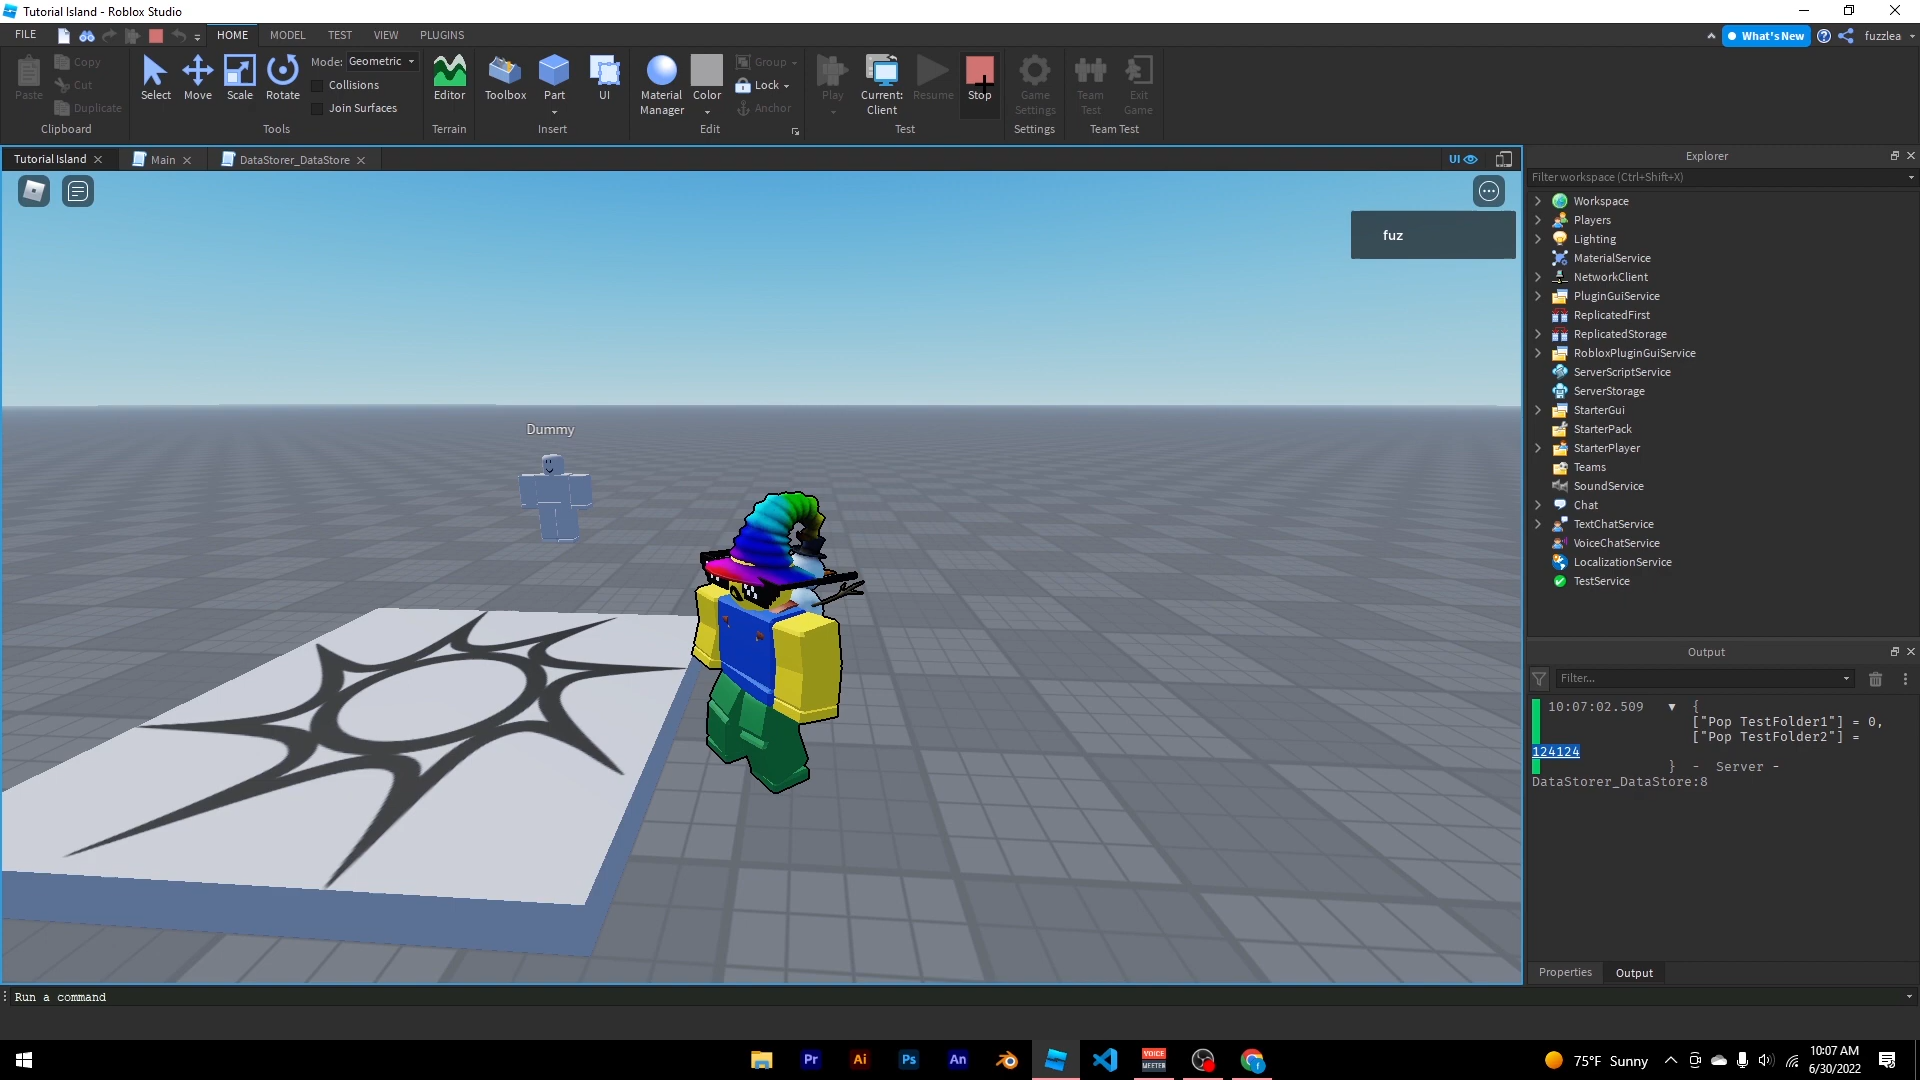 Tutorial Island - Roblox Studio
FILE
HOME
MODEL
TEST
VIEW
PLUGINS
What's New
fuzzlea
Paste
Copy
Cut
Duplicate
Clipboard
Select
Move
Scale
Rotate
Mode: Geometric
Collisions
Join Surfaces
Tools
Editor
Terrain
Toolbox
Part
UI
Insert
Material
Manager
Color
Group
Lock
Anchor
Edit
Play
Current:
Client
Resume
Stop
Test
Game
Settings
Settings
Team
Test
Exit
Game
Team Test
Tutorial Island
Main
DataStorer_DataStore
UI
fuz
Dummy
Explorer
Filter workspace (Ctrl+Shift+X)
Workspace
Players
Lighting
MaterialService
NetworkClient
PluginGuiService
ReplicatedFirst
ReplicatedStorage
RobloxPluginGuiService
ServerScriptService
ServerStorage
StarterGui
StarterPack
StarterPlayer
Teams
SoundService
Chat
TextChatService
VoiceChatService
LocalizationService
TestService
Output
Filter...
10:07:02.509 ▼ {
["Pop TestFolder1"] = 0,
["Pop TestFolder2"] =
124124
} - Server -
DataStorer_DataStore:8
Properties
Output
Run a command
Pr
Ai
Ps
An
VOICE
MEETER
75°F Sunny
10:07 AM
6/30/2022